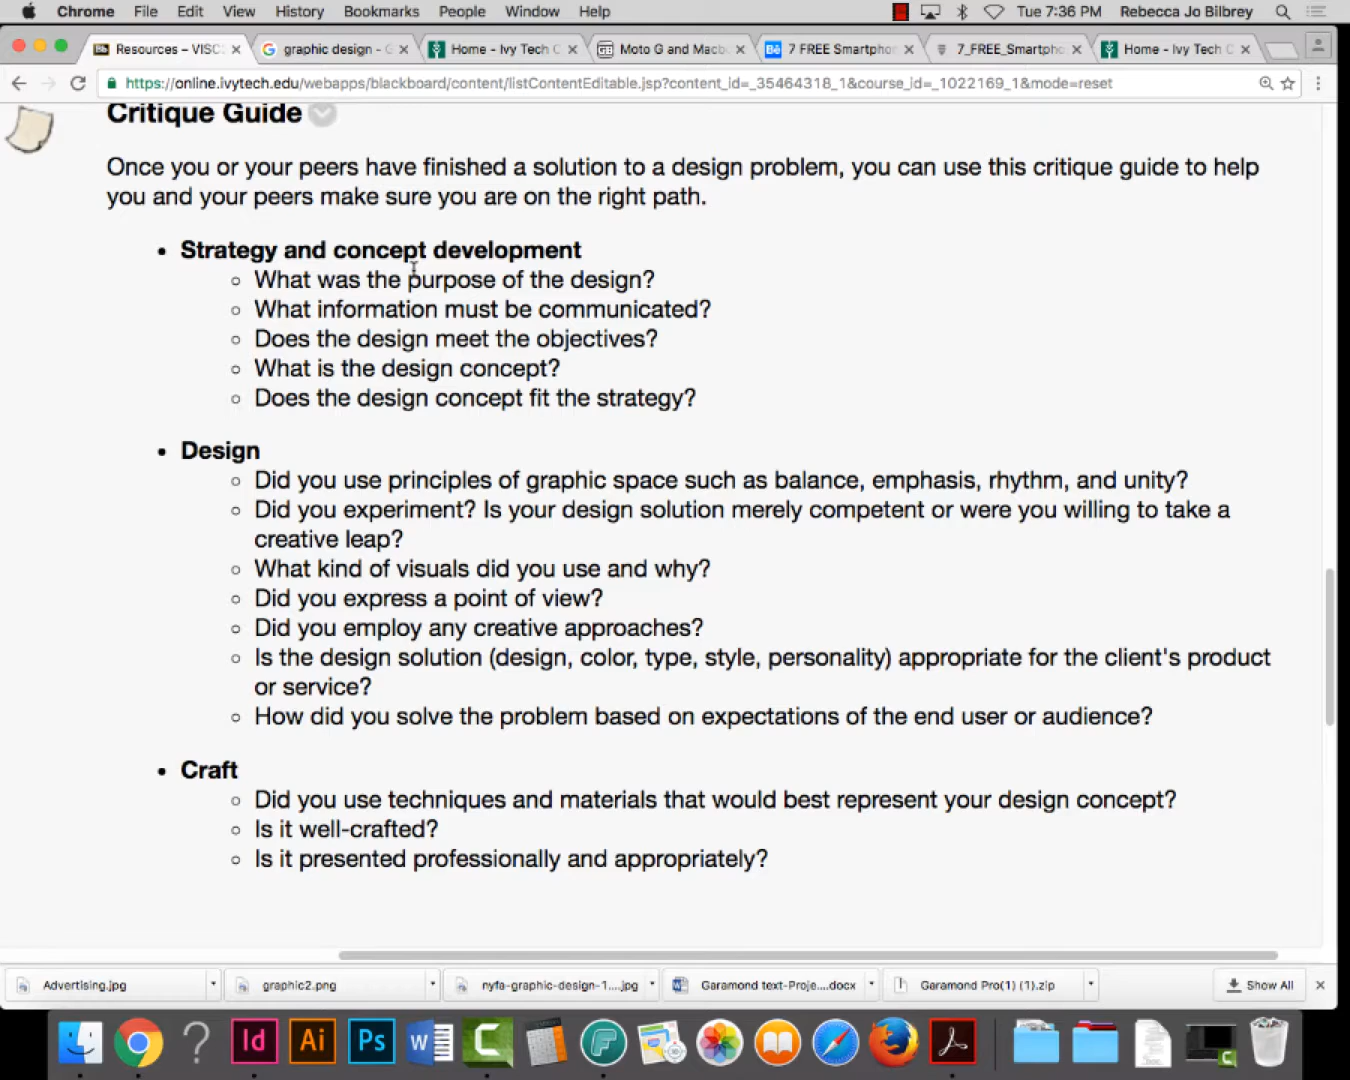 Chrome File Edit View History Bookmarks People Window Help Tue 7:36 PM Rebecca Jo Bilbrey
Resources – VISC graphic design - G Home - Ivy Tech C Moto G and Macb 7 FREE Smartpho 7_FREE_Smartpho Home - Ivy Tech C
https://online.ivytech.edu/webapps/blackboard/content/listContentEditable.jsp?content_id=_35464318_1&course_id=_1022169_1&mode=reset
Critique Guide
Once you or your peers have finished a solution to a design problem, you can use this critique guide to help
you and your peers make sure you are on the right path.
• Strategy and concept development
○ What was the purpose of the design?
○ What information must be communicated?
○ Does the design meet the objectives?
○ What is the design concept?
○ Does the design concept fit the strategy?
• Design
○ Did you use principles of graphic space such as balance, emphasis, rhythm, and unity?
○ Did you experiment? Is your design solution merely competent or were you willing to take a
creative leap?
○ What kind of visuals did you use and why?
○ Did you express a point of view?
○ Did you employ any creative approaches?
○ Is the design solution (design, color, type, style, personality) appropriate for the client's product
or service?
○ How did you solve the problem based on expectations of the end user or audience?
• Craft
○ Did you use techniques and materials that would best represent your design concept?
○ Is it well-crafted?
○ Is it presented professionally and appropriately?
Advertising.jpg graphic2.png nyfa-graphic-design-1....jpg Garamond text-Proje....docx Garamond Pro(1) (1).zip Show All
Id Ai Ps